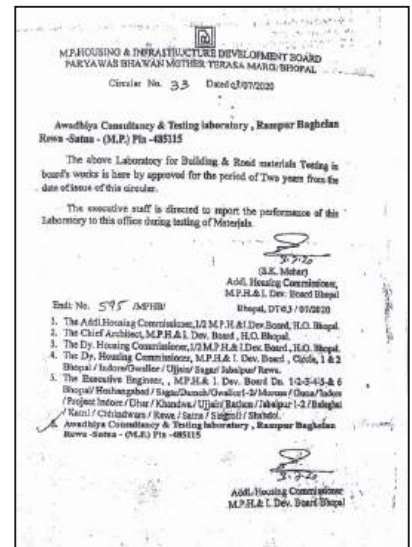 M.P.HOUSING & INFRASTRUCTURE DEVELOPMENT BOARD
PARYAWAS BHAWAN MOTHER TERASA MARG, BHOPAL
Circular No. 33 Dated 03/07/2020
Awadhiya Consultancy & Testing laboratory, Rampur Baghelan
Rewa -Satna - (M.P.) Pin -485115
The above Laboratory for Building & Road materials Testing in
board's works is here by approved for the period of Two years from the
date of issue of this circular.
The executive staff is directed to report the performance of this
Laboratory to this office during testing of Materials.
3-7-20
(S.K. Mehar)
Addl. Housing Commissioner,
M.P.H.& I. Dev. Board Bhopal
Endt No. 595 /MPHIB/ Bhopal, DT 03 / 07/2020
1. The Addl.Housing Commissioner,1/2 M.P.H.&I.Dev.Board, H.O. Bhopal.
2. The Chief Architect, M.P.H.& I. Dev. Board , H.O. Bhopal.
3. The Dy. Housing Commissioner,1/2 M.P.H.& I. Dev. Board, H.O. Bhopal.
4. The Dy. Housing Commissioner, M.P.H.& I. Dev. Board , Circle, 1 & 2
Bhopal / Indore/Gwalior / Ujjain/ Sagar/ Jabalpur/ Rewa.
5. The Executive Engineer, , M.P.H.& I. Dev. Board Dn. 1-2-3-4-5-& 6
Bhopal/ Hoshangabad / Sagar/Damoh/Gwalior1-2/ Morena / Guna/Indore
/ Project Indore / Dhar / Khandwa / Ujjain/ Ratlam / Jabalpur 1-2 / Balaghat
/ Katni / Chhindwara / Rewa / Satna / Singroli / Shahdol.
6. Awadhiya Consultancy & Testing laboratory , Rampur Baghelan
Rewa -Satna - (M.P.) Pin -485115
3-7-20
Addl. Housing Commissioner
M.P.H.& I. Dev. Board Bhopal